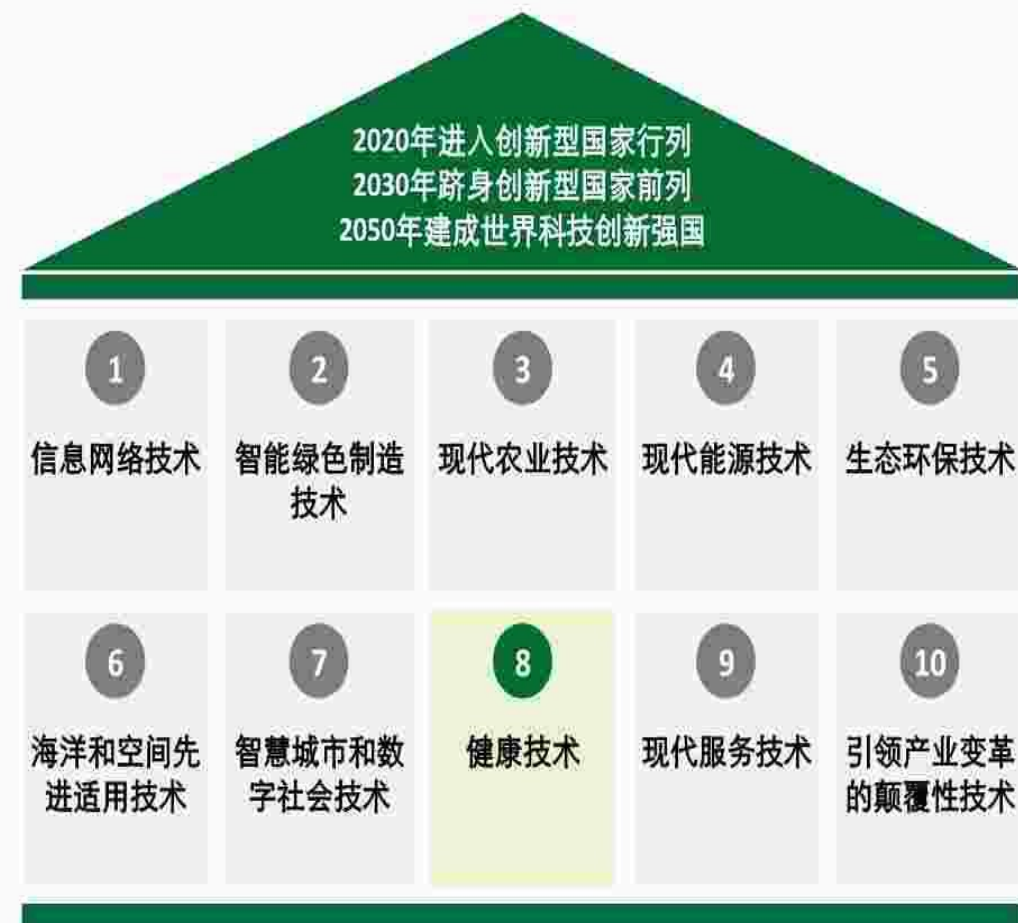 2020年进入创新型国家行列
2030年跻身创新型国家前列
2050年建成世界科技创新强国
1
信息网络技术
2
智能绿色制造
技术
3
现代农业技术
4
现代能源技术
5
生态环保技术
6
海洋和空间先
进适用技术
7
智慧城市和数
字社会技术
8
健康技术
9
现代服务技术
10
引领产业变革
的颠覆性技术